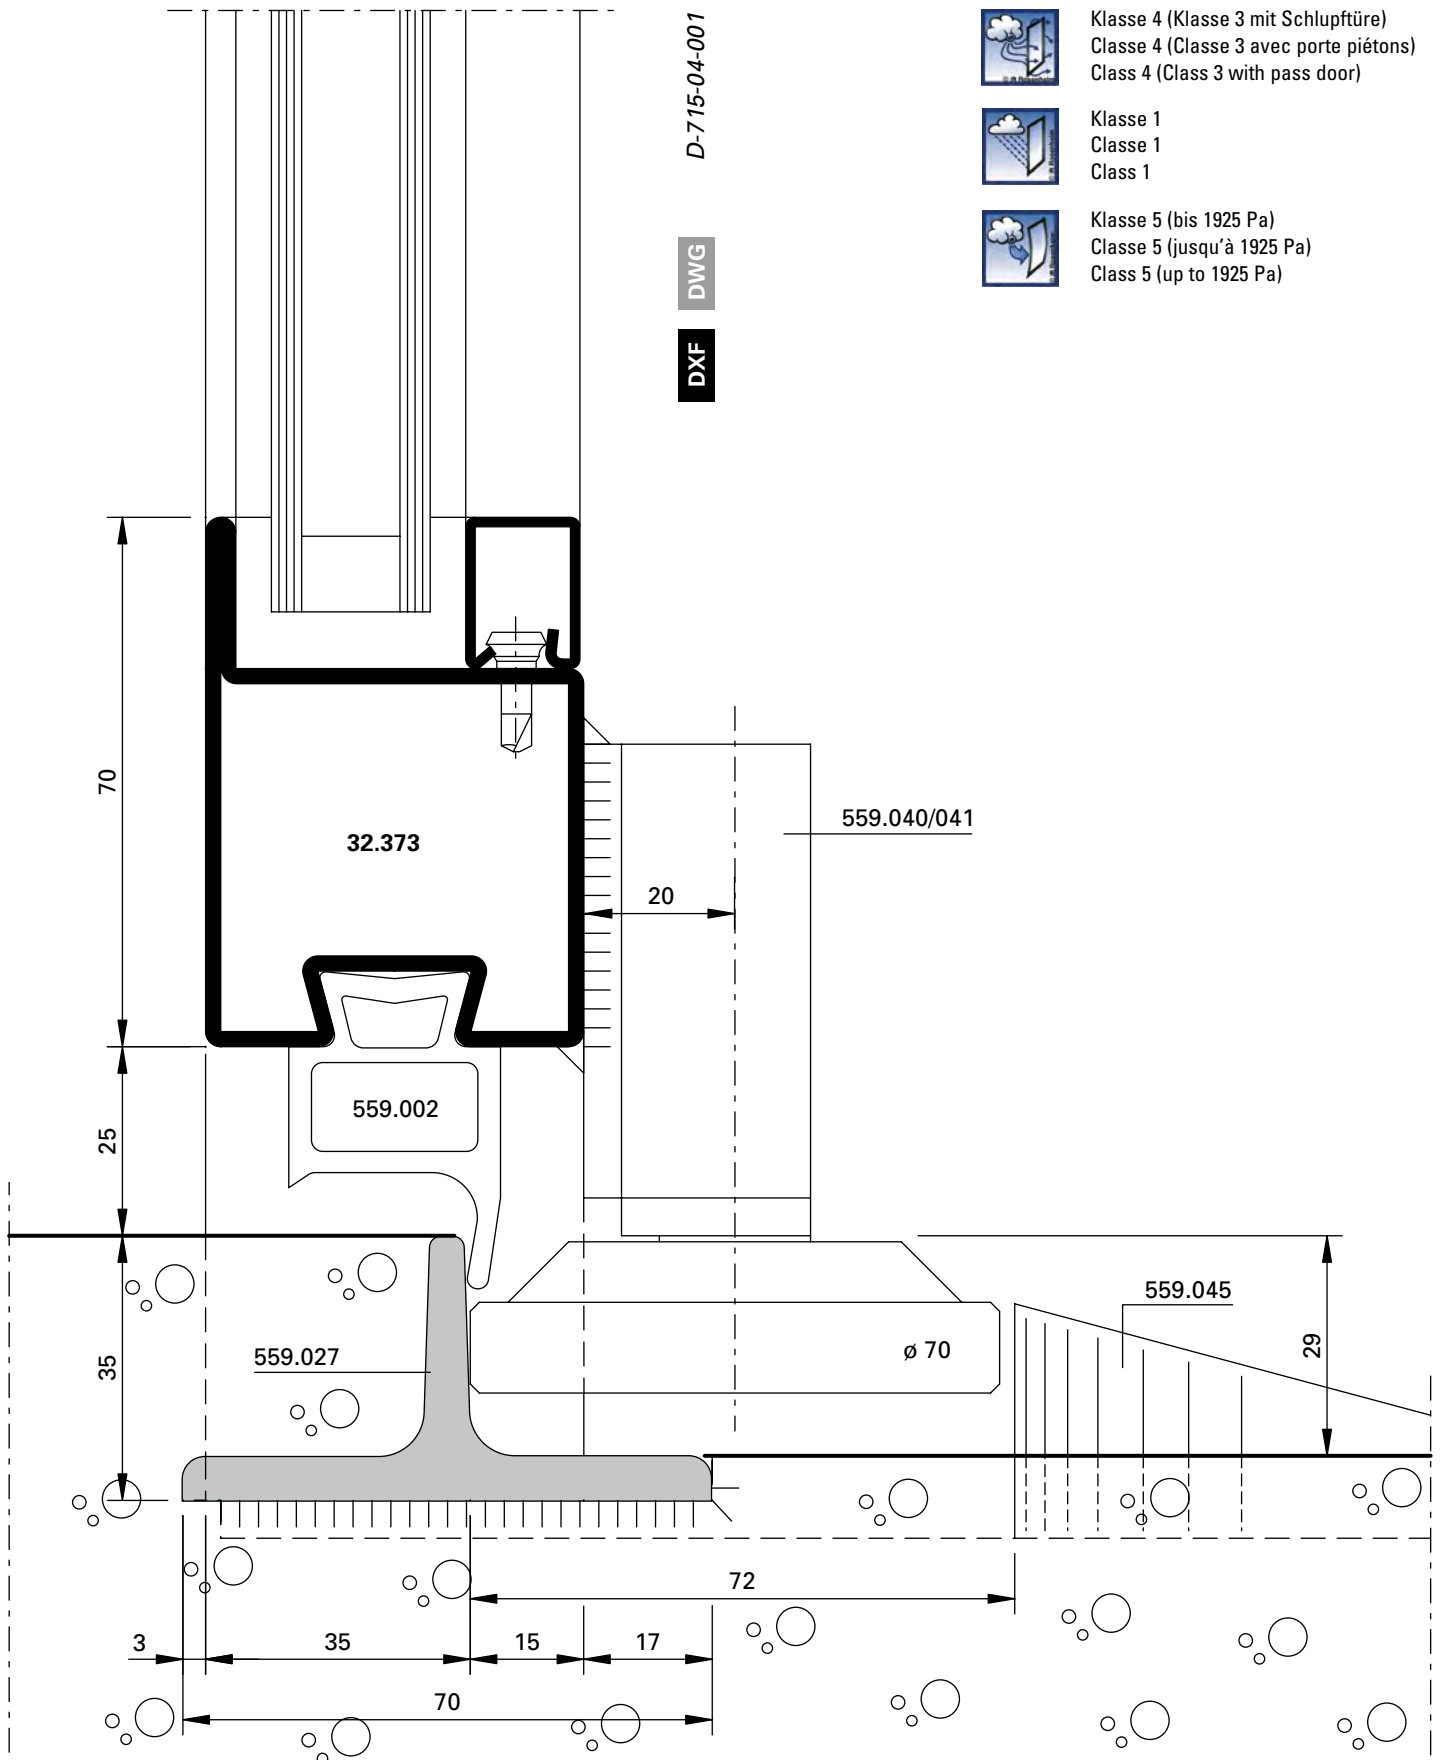 D-715-04-001
DWG
DXF
Klasse 4 (Klasse 3 mit Schlupftüre)
Classe 4 (Classe 3 avec porte piétons)
Class 4 (Class 3 with pass door)
Klasse 1
Classe 1
Class 1
Klasse 5 (bis 1925 Pa)
Classe 5 (jusqu'à 1925 Pa)
Class 5 (up to 1925 Pa)
70
32.373
559.040/041
20
25
559.002
35
559.027
ø 70
559.045
29
72
3
35
15
17
70